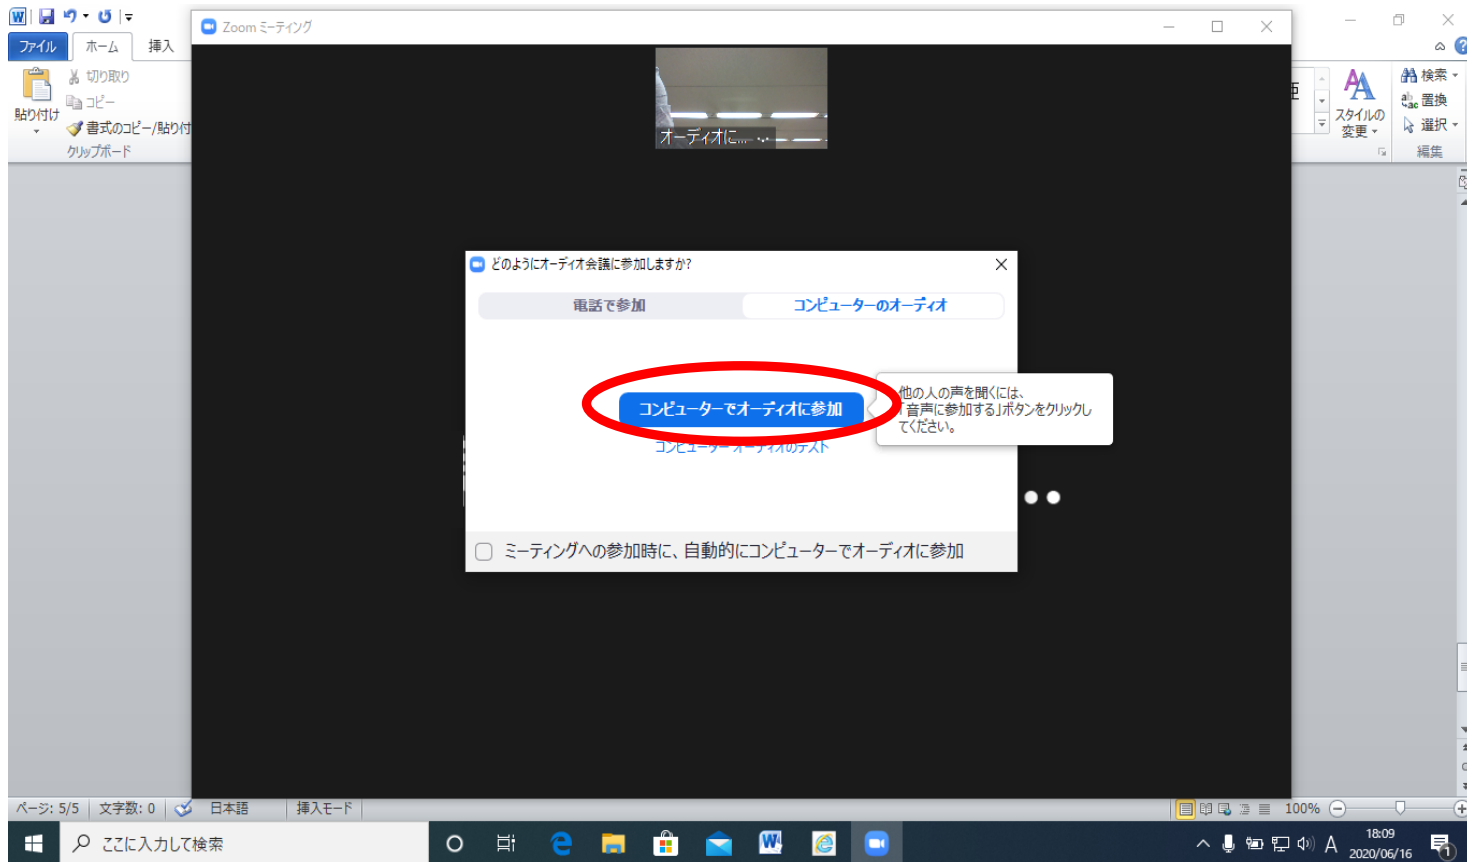 Zoom ミーティング
ファイル ホーム 挿入
切り取り
コピー
貼り付け
書式のコピー/貼り付
クリップボード
検索
置換
スタイルの
変更
選択
編集
オーディオに...
どのようにオーディオ会議に参加しますか?
電話で参加 コンピューターのオーディオ
コンピューターでオーディオに参加
他の人の声を聞くには、
「音声に参加する」ボタンをクリックし
てください。
コンピューター オーディオのテスト
ミーティングへの参加時に、自動的にコンピューターでオーディオに参加
ページ: 5/5 文字数: 0 日本語 挿入モード 100%
ここに入力して検索
A 18:09
2020/06/16